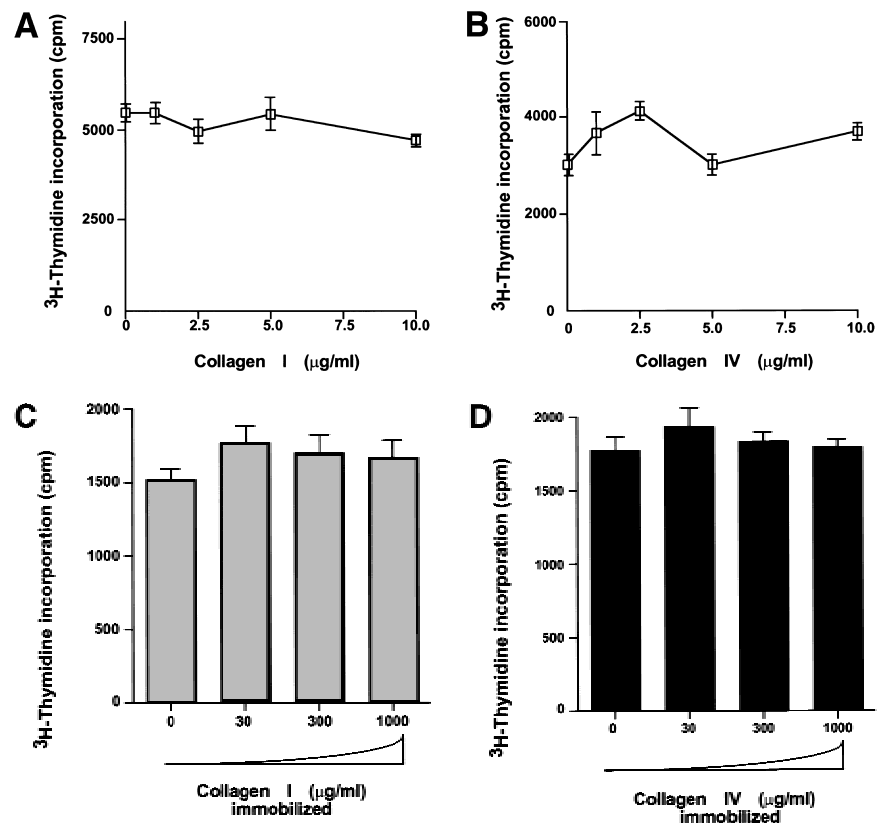 A
³H-Thymidine incorporation (cpm)
7500
5000
2500
0
0 2.5 5.0 7.5 10.0
Collagen I (μg/ml)
B
³H-Thymidine incorporation (cpm)
6000
4000
2000
0
0 2.5 5.0 7.5 10.0
Collagen IV (μg/ml)
C
³H-Thymidine incorporation (cpm)
2000
1500
1000
500
0
0 30 300 1000
Collagen I (μg/ml)
immobilized
D
³H-Thymidine incorporation (cpm)
2000
1500
1000
500
0
0 30 300 1000
Collagen IV (μg/ml)
immobilized